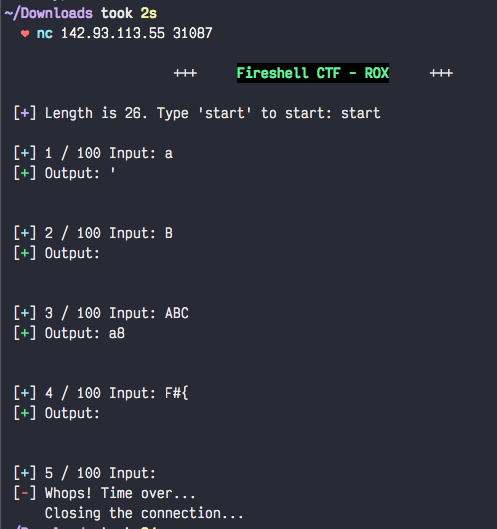 ~/Downloads took 2s
♥ nc 142.93.113.55 31087
+++ Fireshell CTF - ROX +++
[+] Length is 26. Type 'start' to start: start
[+] 1 / 100 Input: a
[+] Output: '
[+] 2 / 100 Input: B
[+] Output:
[+] 3 / 100 Input: ABC
[+] Output: a8
[+] 4 / 100 Input: F#{
[+] Output:
[+] 5 / 100 Input:
[-] Whops! Time over...
Closing the connection...